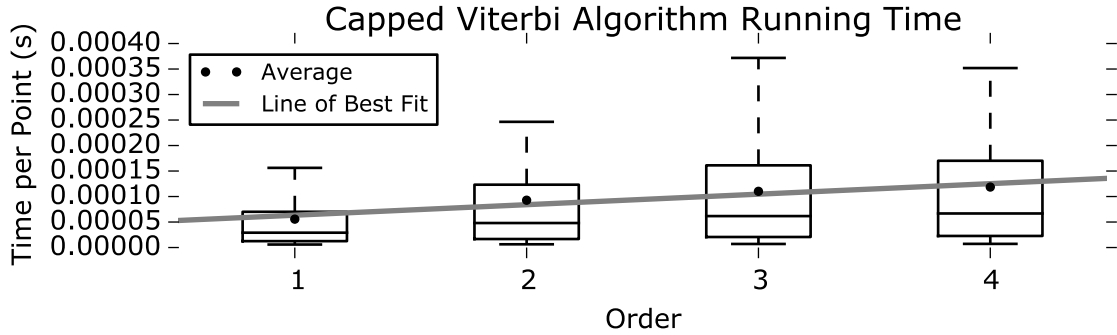 Capped Viterbi Algorithm Running Time
Time per Point (s)
0.00040
0.00035
0.00030
0.00025
0.00020
0.00015
0.00010
0.00005
0.00000
Average
Line of Best Fit
1 2 3 4
Order